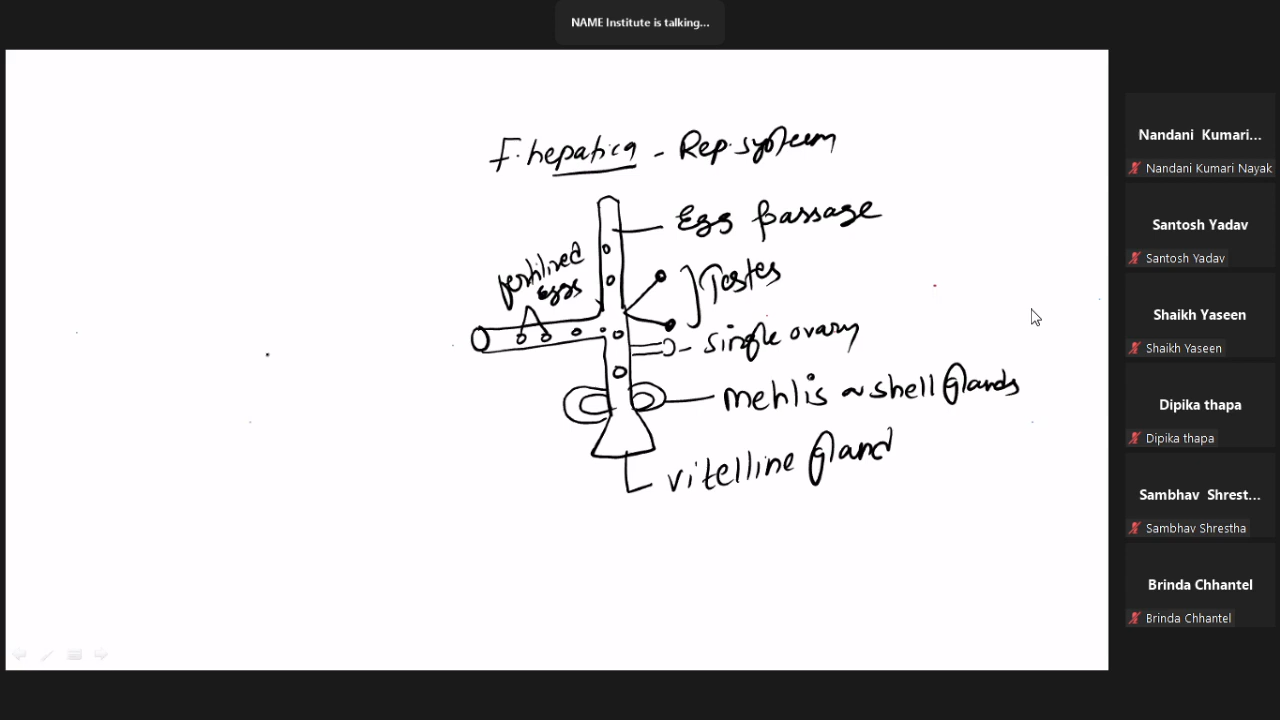 NAME Institute is talking...
F. hepatica - Rep. system
Egg passage
fertilized
eggs
Testes
single ovary
mehlis ~ shell glands
vitelline gland
Nandani Kumari...
Nandani Kumari Nayak
Santosh Yadav
Santosh Yadav
Shaikh Yaseen
Shaikh Yaseen
Dipika thapa
Dipika thapa
Sambhav Shrest...
Sambhav Shrestha
Brinda Chhantel
Brinda Chhantel